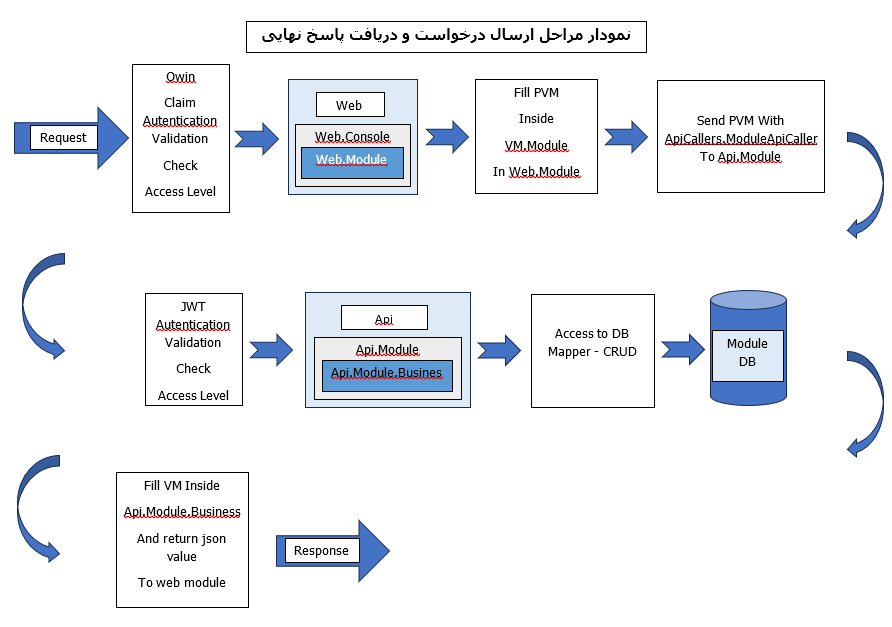 نمودار مراحل ارسال درخواست و دریافت پاسخ نهایی
Request
Owin
Claim
Autentication
Validation
Check
Access Level
Web
Web.Console
Web.Module
Fill PVM
Inside
VM.Module
In Web.Module
Send PVM With
ApiCallers.ModuleApiCaller
To Api.Module
JWT
Autentication
Validation
Check
Access Level
Api
Api.Module
Api.Module.Busines
Access to DB
Mapper - CRUD
Module
DB
Fill VM Inside
Api.Module.Business
And return json
value
To web module
Response